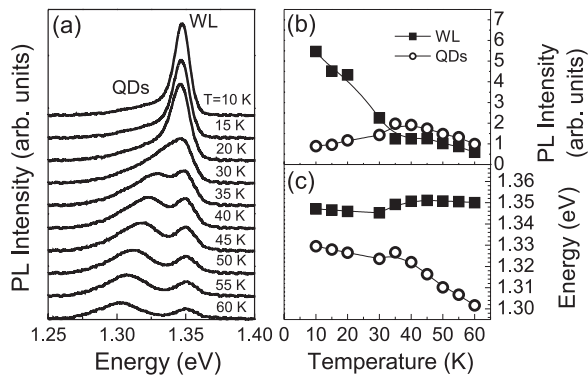 (a)
WL
QDs
T=10 K
15 K
20 K
30 K
35 K
40 K
45 K
50 K
55 K
60 K
PL Intensity (arb. units)
1.25 1.30 1.35 1.40
Energy (eV)
(b)
WL
QDs
7
6
5
4
3
2
1
0
PL Intensity (arb. units)
(c)
1.36
1.35
1.34
1.33
1.32
1.31
1.30
Energy (eV)
0 10 20 30 40 50 60
Temperature (K)